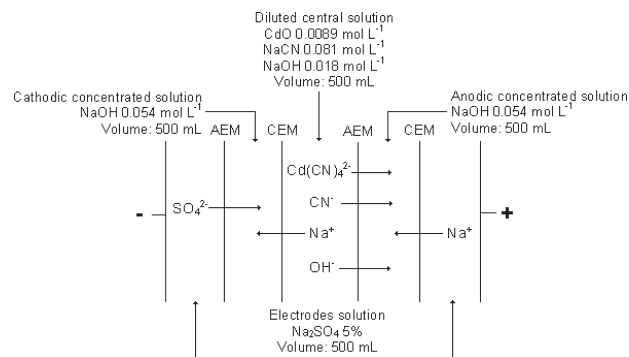 Diluted central solution
CdO 0.0089 mol L⁻¹
NaCN 0.081 mol L⁻¹
NaOH 0.018 mol L⁻¹
Volume: 500 mL
Cathodic concentrated solution
NaOH 0.054 mol L⁻¹
Volume: 500 mL
Anodic concentrated solution
NaOH 0.054 mol L⁻¹
Volume: 500 mL
AEM CEM AEM CEM
Cd(CN)₄²⁻
SO₄²⁻ CN⁻
- Na⁺ Na⁺ +
OH⁻
Electrodes solution
Na₂SO₄ 5%
Volume: 500 mL